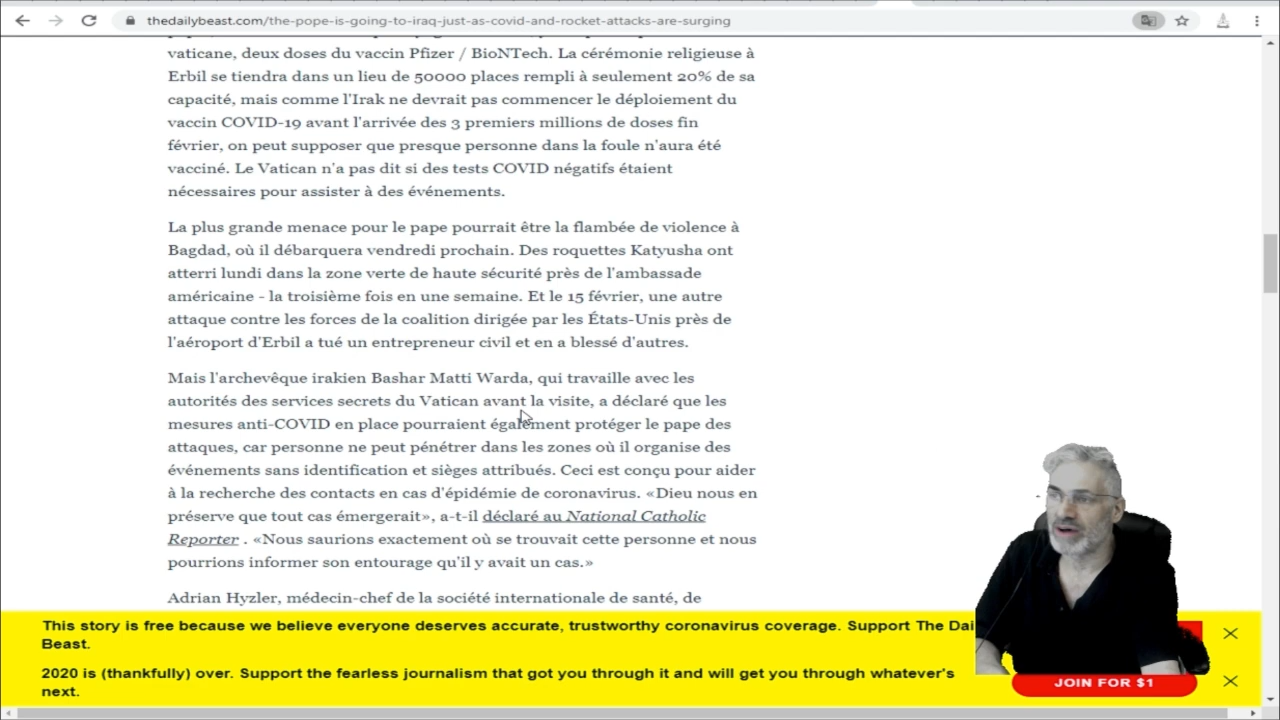 thedailybeast.com/the-pope-is-going-to-iraq-just-as-covid-and-rocket-attacks-are-surging
vaticane, deux doses du vaccin Pfizer / BioNTech. La cérémonie religieuse à
Erbil se tiendra dans un lieu de 50000 places rempli à seulement 20% de sa
capacité, mais comme l'Irak ne devrait pas commencer le déploiement du
vaccin COVID-19 avant l'arrivée des 3 premiers millions de doses fin
février, on peut supposer que presque personne dans la foule n'aura été
vacciné. Le Vatican n'a pas dit si des tests COVID négatifs étaient
nécessaires pour assister à des événements.
La plus grande menace pour le pape pourrait être la flambée de violence à
Bagdad, où il débarquera vendredi prochain. Des roquettes Katyusha ont
atterri lundi dans la zone verte de haute sécurité près de l'ambassade
américaine - la troisième fois en une semaine. Et le 15 février, une autre
attaque contre les forces de la coalition dirigée par les États-Unis près de
l'aéroport d'Erbil a tué un entrepreneur civil et en a blessé d'autres.
Mais l'archevêque irakien Bashar Matti Warda, qui travaille avec les
autorités des services secrets du Vatican avant la visite, a déclaré que les
mesures anti-COVID en place pourraient également protéger le pape des
attaques, car personne ne peut pénétrer dans les zones où il organise des
événements sans identification et sièges attribués. Ceci est conçu pour aider
à la recherche des contacts en cas d'épidémie de coronavirus. «Dieu nous en
préserve que tout cas émergerait», a-t-il déclaré au National Catholic
Reporter . «Nous saurions exactement où se trouvait cette personne et nous
pourrions informer son entourage qu'il y avait un cas.»
Adrian Hyzler, médecin-chef de la société internationale de santé, de
This story is free because we believe everyone deserves accurate, trustworthy coronavirus coverage. Support The Dai
Beast.
2020 is (thankfully) over. Support the fearless journalism that got you through it and will get you through whatever's
next.
JOIN FOR $1